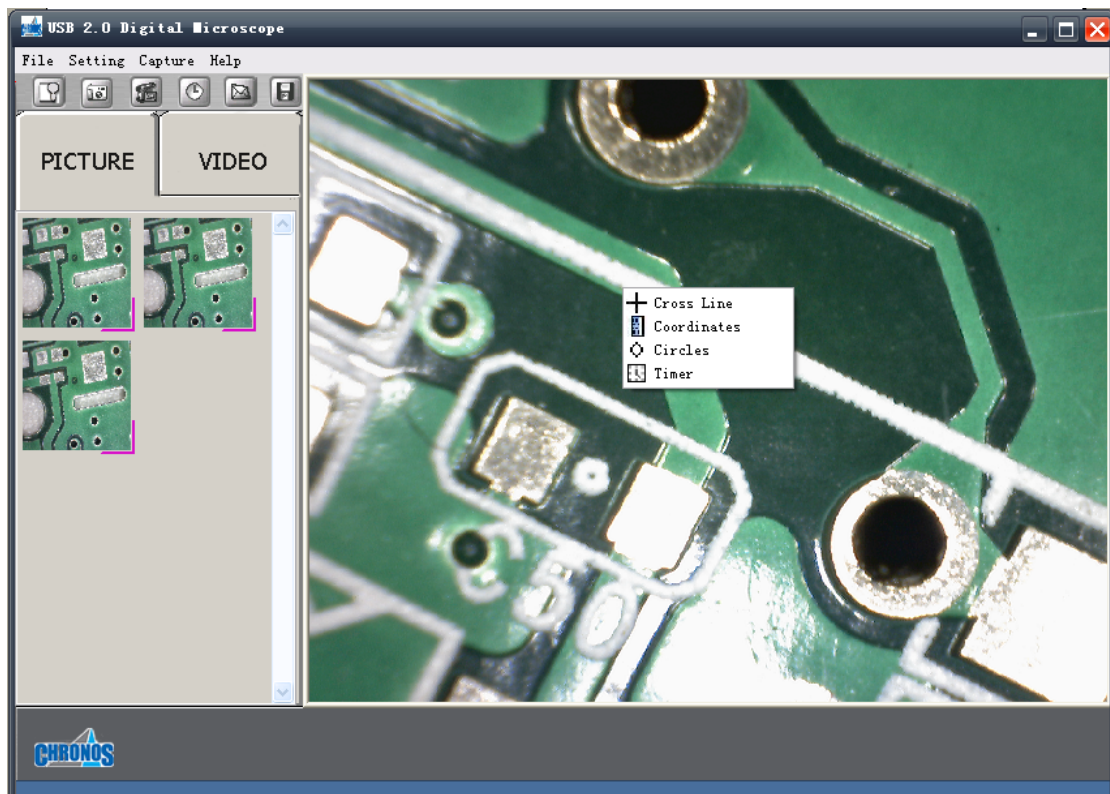 USB 2.0 Digital Microscope
File Setting Capture Help
PICTURE VIDEO
Cross Line
Coordinates
Circles
Timer
C50
CHRONOS